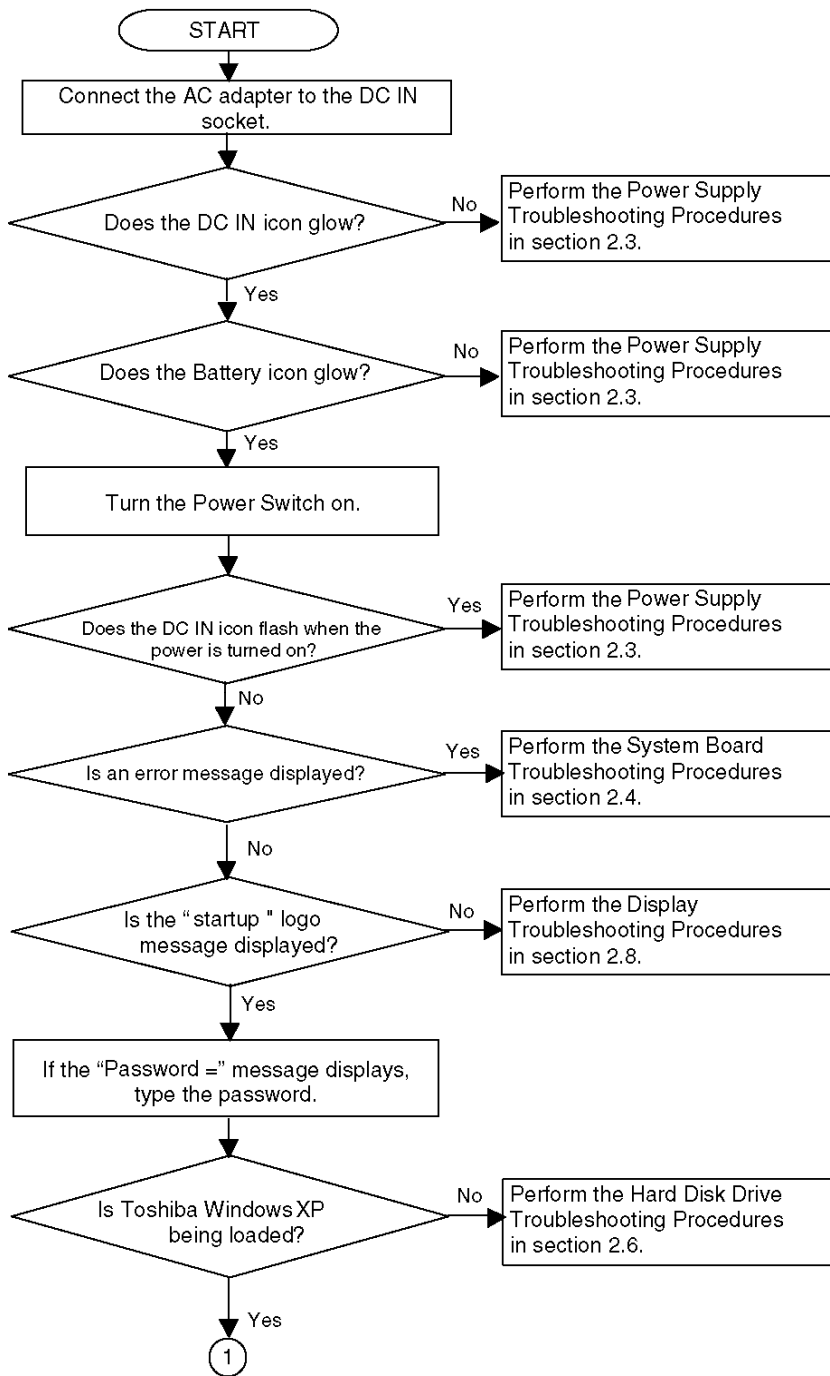 START
Connect the AC adapter to the DC IN
socket.
Does the DC IN icon glow?
No
Perform the Power Supply
Troubleshooting Procedures
in section 2.3.
Yes
Does the Battery icon glow?
No
Perform the Power Supply
Troubleshooting Procedures
in section 2.3.
Yes
Turn the Power Switch on.
Does the DC IN icon flash when the
power is turned on?
Yes
Perform the Power Supply
Troubleshooting Procedures
in section 2.3.
No
Is an error message displayed?
Yes
Perform the System Board
Troubleshooting Procedures
in section 2.4.
No
Is the “startup " logo
message displayed?
No
Perform the Display
Troubleshooting Procedures
in section 2.8.
Yes
If the “Password =” message displays,
type the password.
Is Toshiba Windows XP
being loaded?
No
Perform the Hard Disk Drive
Troubleshooting Procedures
in section 2.6.
Yes
1